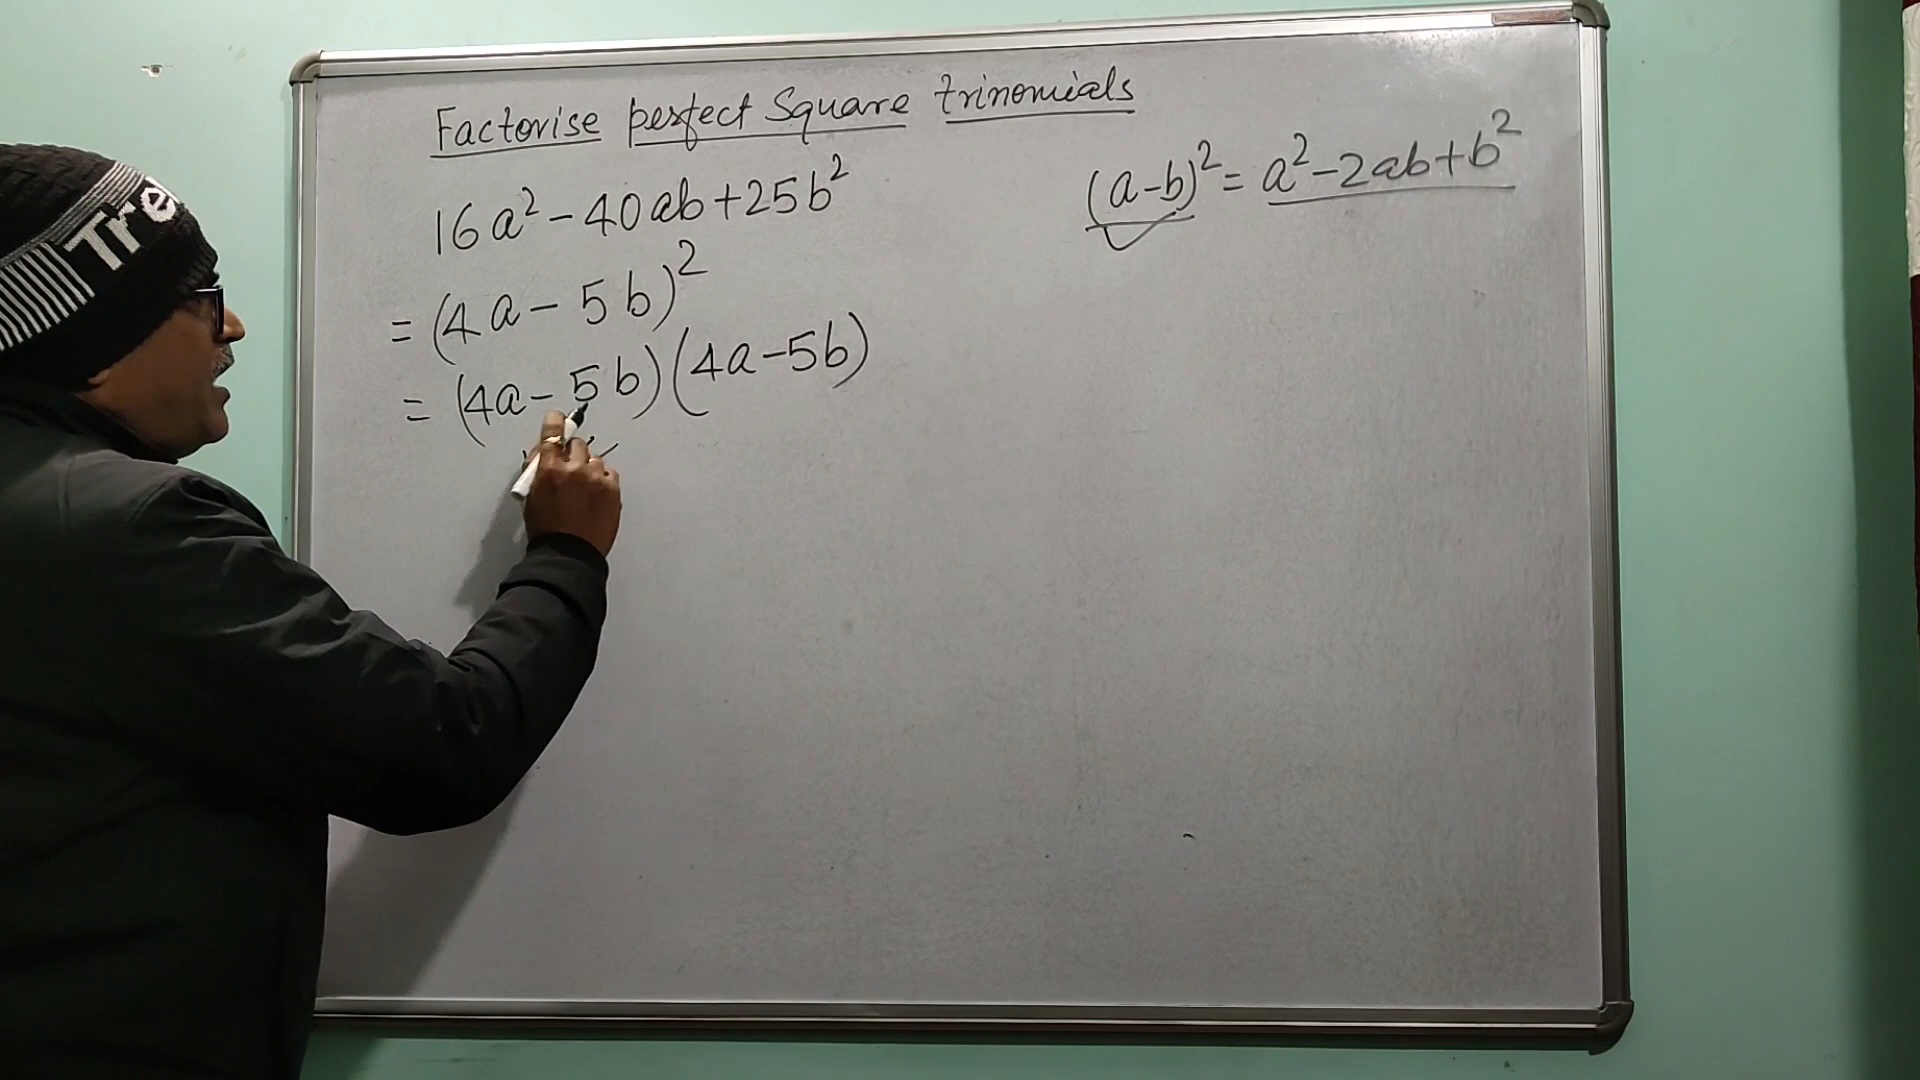 Factorise perfect Square trinomials
16a² - 40ab + 25b²
= (4a - 5b)²
= (4a - 5b)(4a - 5b)
(a - b)² = a² - 2ab + b²